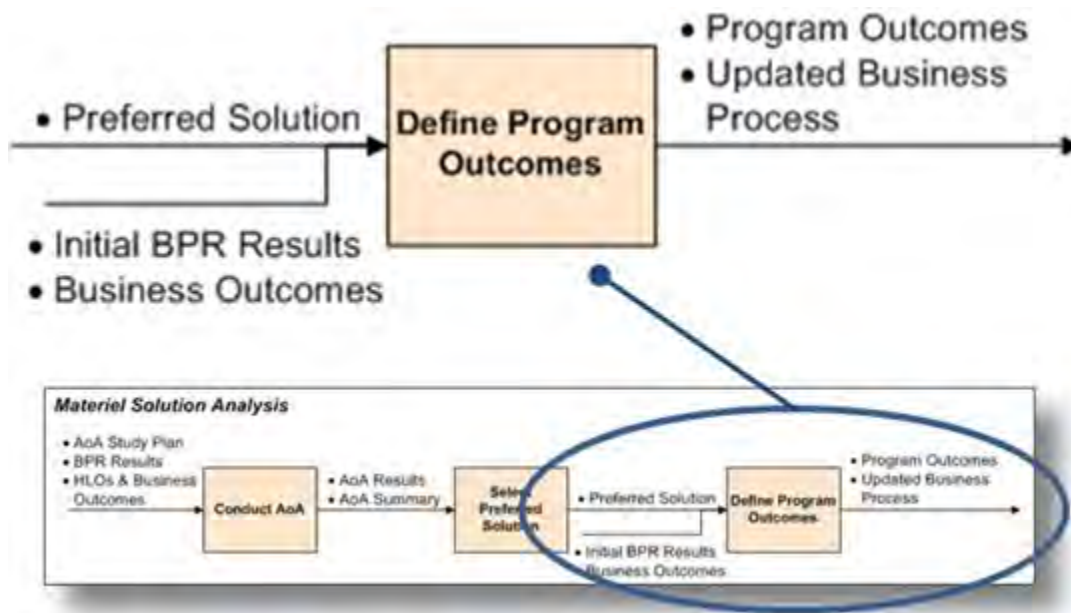 • Preferred Solution
• Initial BPR Results
• Business Outcomes
Define Program
Outcomes
• Program Outcomes
• Updated Business
Process
Materiel Solution Analysis
• AoA Study Plan
• BPR Results
• HLOs & Business
Outcomes
Conduct AoA
• AoA Results
• AoA Summary
Select
Preferred
Solution
• Preferred Solution
• Initial BPR Results
Business Outcomes
Define Program
Outcomes
• Program Outcomes
• Updated Business
Process